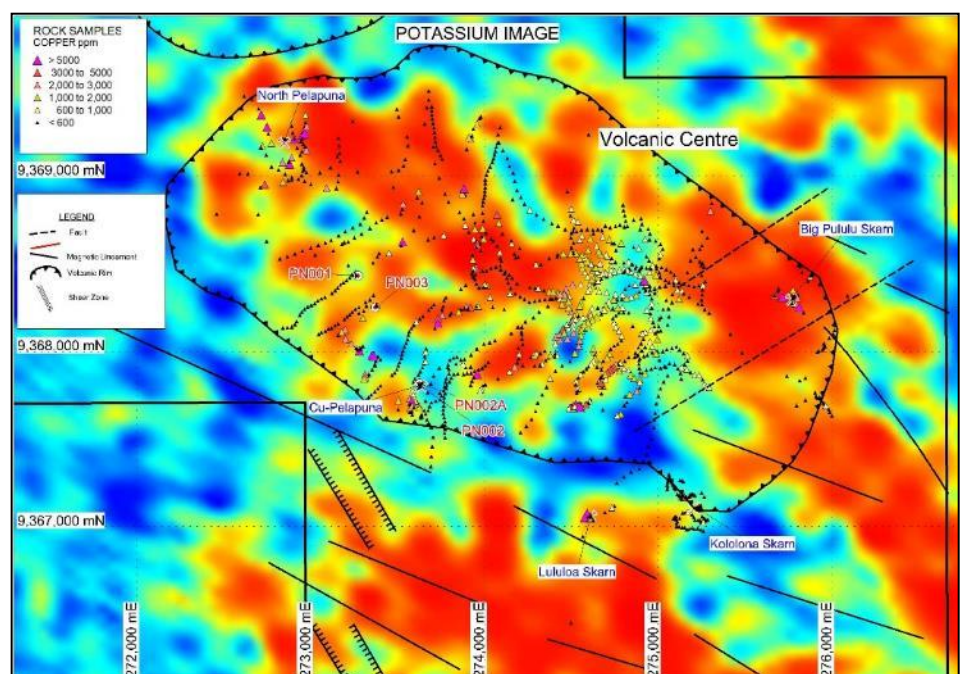 ROCK SAMPLES
COPPER ppm
> 5000
3000 to 5000
2,000 to 3,000
1,000 to 2,000
600 to 1,000
< 600
POTASSIUM IMAGE
North Pelapuna
Volcanic Centre
9,369,000 mN
LEGEND
Fault
Magnetic Lineament
Volcanic Rim
Shear Zone
Big Pululu Skarn
PN001
PN003
9,368,000 mN
Cu-Pelapuna
PN002A
PN002
9,367,000 mN
Kololona Skarn
Lululoa Skarn
272,000 mE
273,000 mE
274,000 mE
275,000 mE
276,000 mE